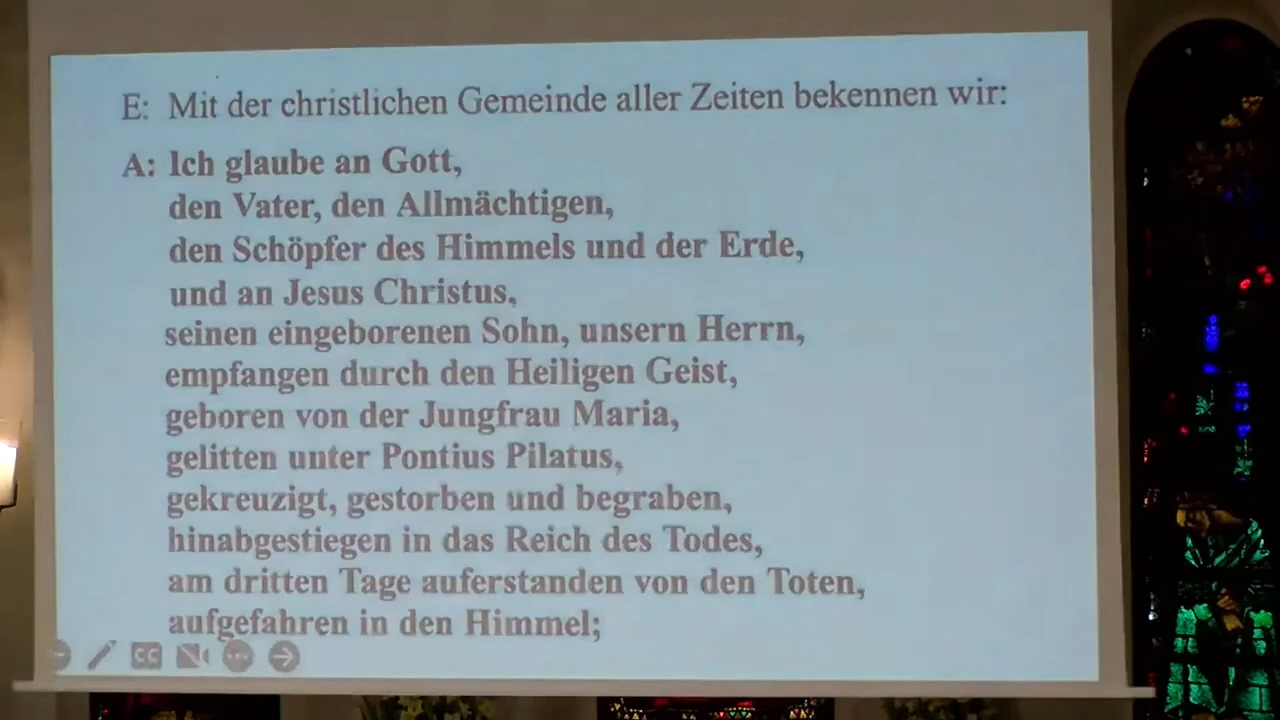 E: Mit der christlichen Gemeinde aller Zeiten bekennen wir:
A: Ich glaube an Gott,
den Vater, den Allmächtigen,
den Schöpfer des Himmels und der Erde,
und an Jesus Christus,
seinen eingeborenen Sohn, unsern Herrn,
empfangen durch den Heiligen Geist,
geboren von der Jungfrau Maria,
gelitten unter Pontius Pilatus,
gekreuzigt, gestorben und begraben,
hinabgestiegen in das Reich des Todes,
am dritten Tage auferstanden von den Toten,
aufgefahren in den Himmel;
CC